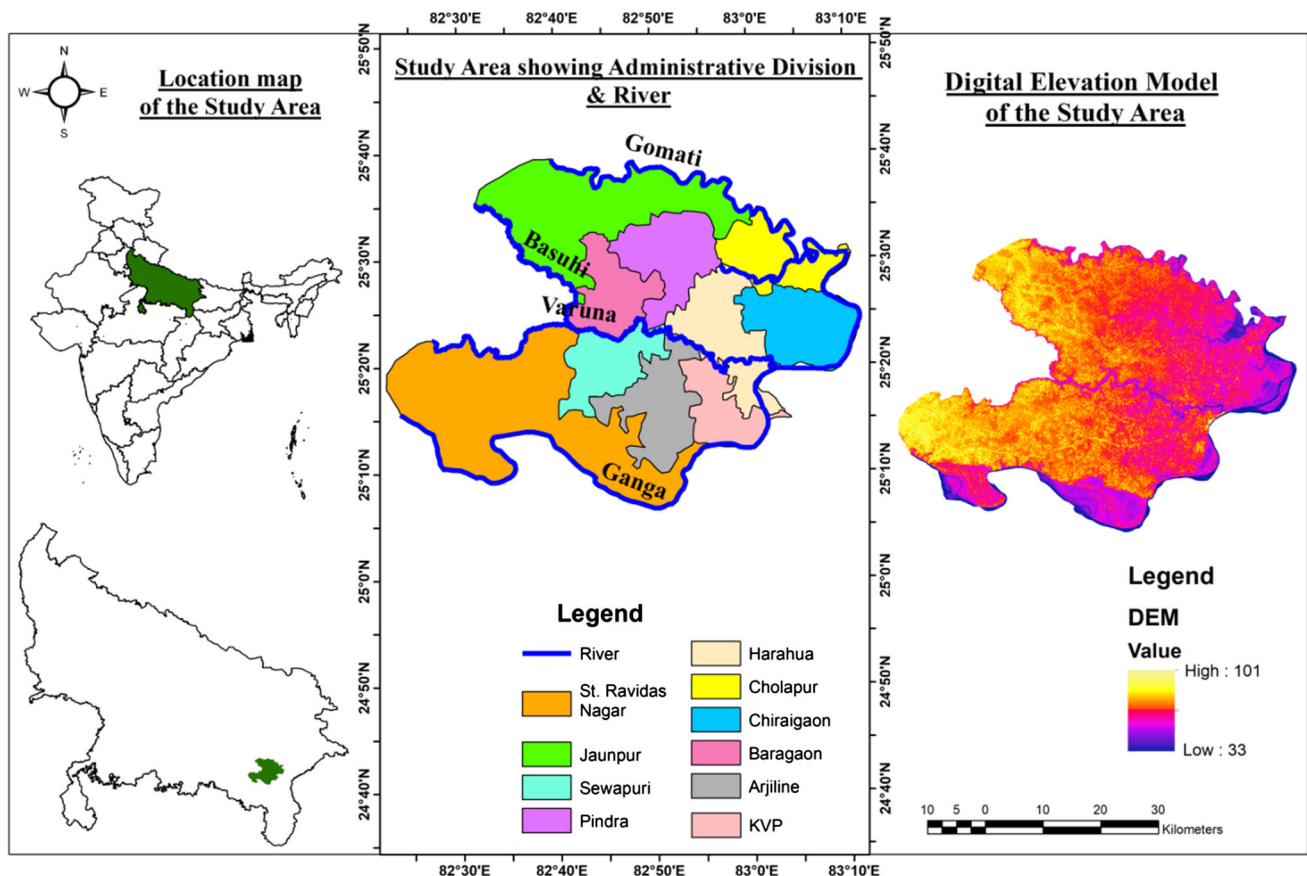 82°30'E 82°40'E 82°50'E 83°0'E 83°10'E
N
W E
S
Location map
of the Study Area
Study Area showing Administrative Division
& River
Digital Elevation Model
of the Study Area
25°50'N
25°40'N
25°30'N
25°20'N
25°10'N
25°0'N
24°50'N
24°40'N
Gomati
Basuhi
Varuna
Ganga
25°50'N
25°40'N
25°30'N
25°20'N
25°10'N
25°0'N
24°50'N
24°40'N
Legend
River
St. Ravidas
Nagar
Jaunpur
Sewapuri
Pindra
Harahua
Cholapur
Chiraigaon
Baragaon
Arjiline
KVP
Legend
DEM
Value
High : 101
Low : 33
10 5 0 10 20 30
Kilometers
82°30'E 82°40'E 82°50'E 83°0'E 83°10'E